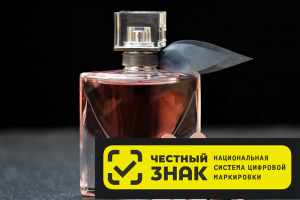 ЧЕСТНЫЙ
ЗНАК
НАЦИОНАЛЬНАЯ
СИСТЕМА ЦИФРОВОЙ
МАРКИРОВКИ